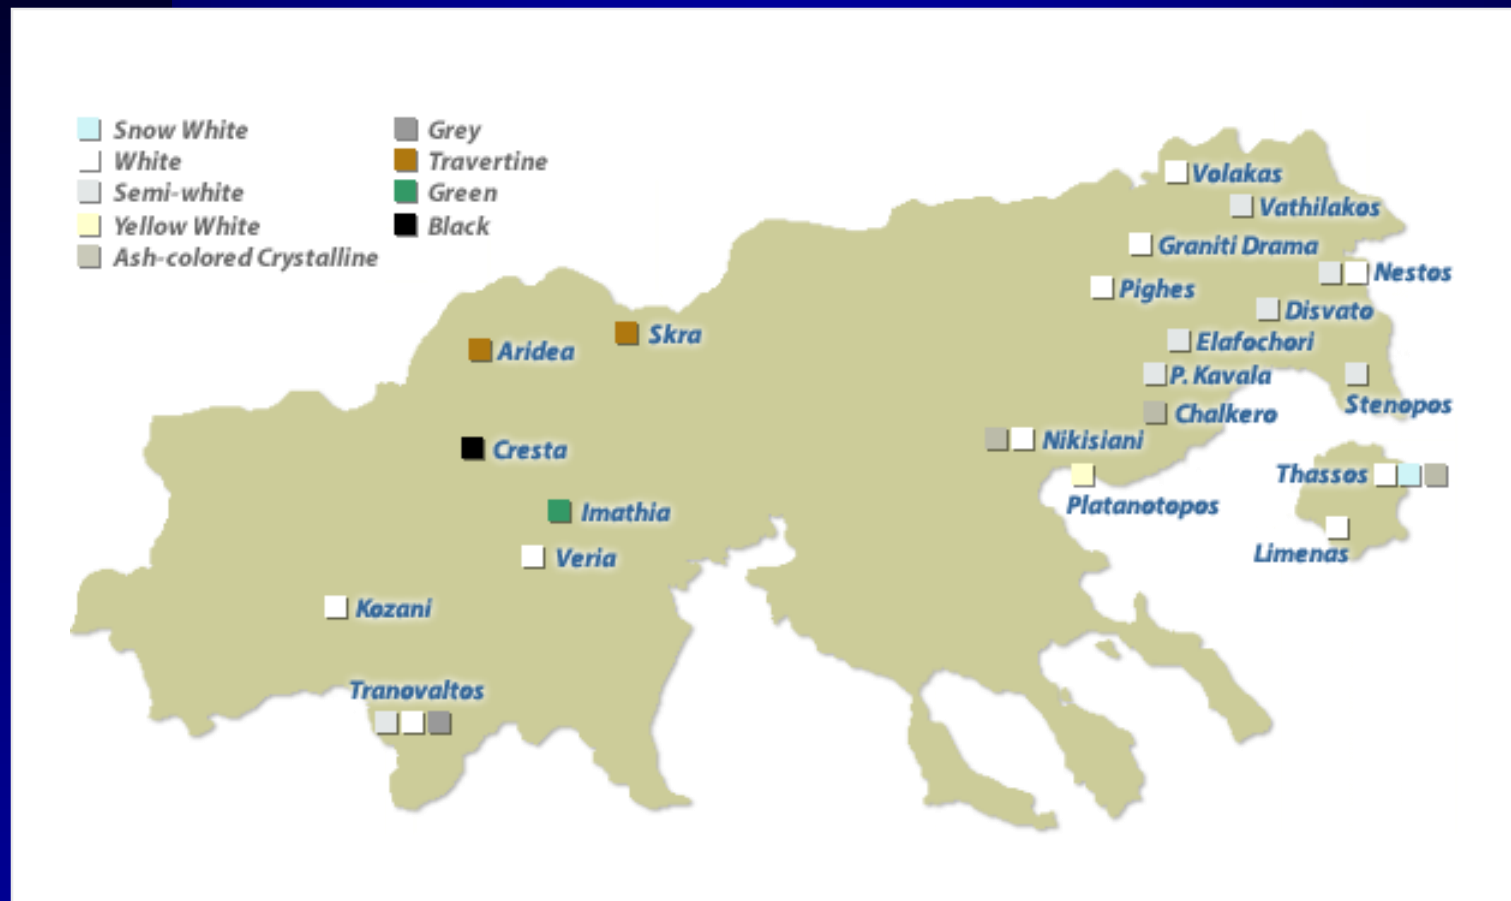 Snow White
White
Semi-white
Yellow White
Ash-colored Crystalline
Grey
Travertine
Green
Black
Volakas
Vathilakos
Graniti Drama
Nestos
Pighes
Disvato
Elafochori
P. Kavala
Stenopos
Chalkero
Nikisiani
Thassos
Platanotopos
Limenas
Skra
Aridea
Cresta
Imathia
Veria
Kozani
Tranovaltos